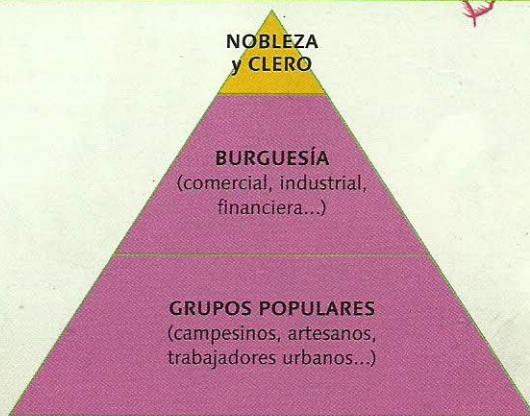 NOBLEZA
y CLERO
BURGUESÍA
(comercial, industrial,
financiera...)
GRUPOS POPULARES
(campesinos, artesanos,
trabajadores urbanos...)